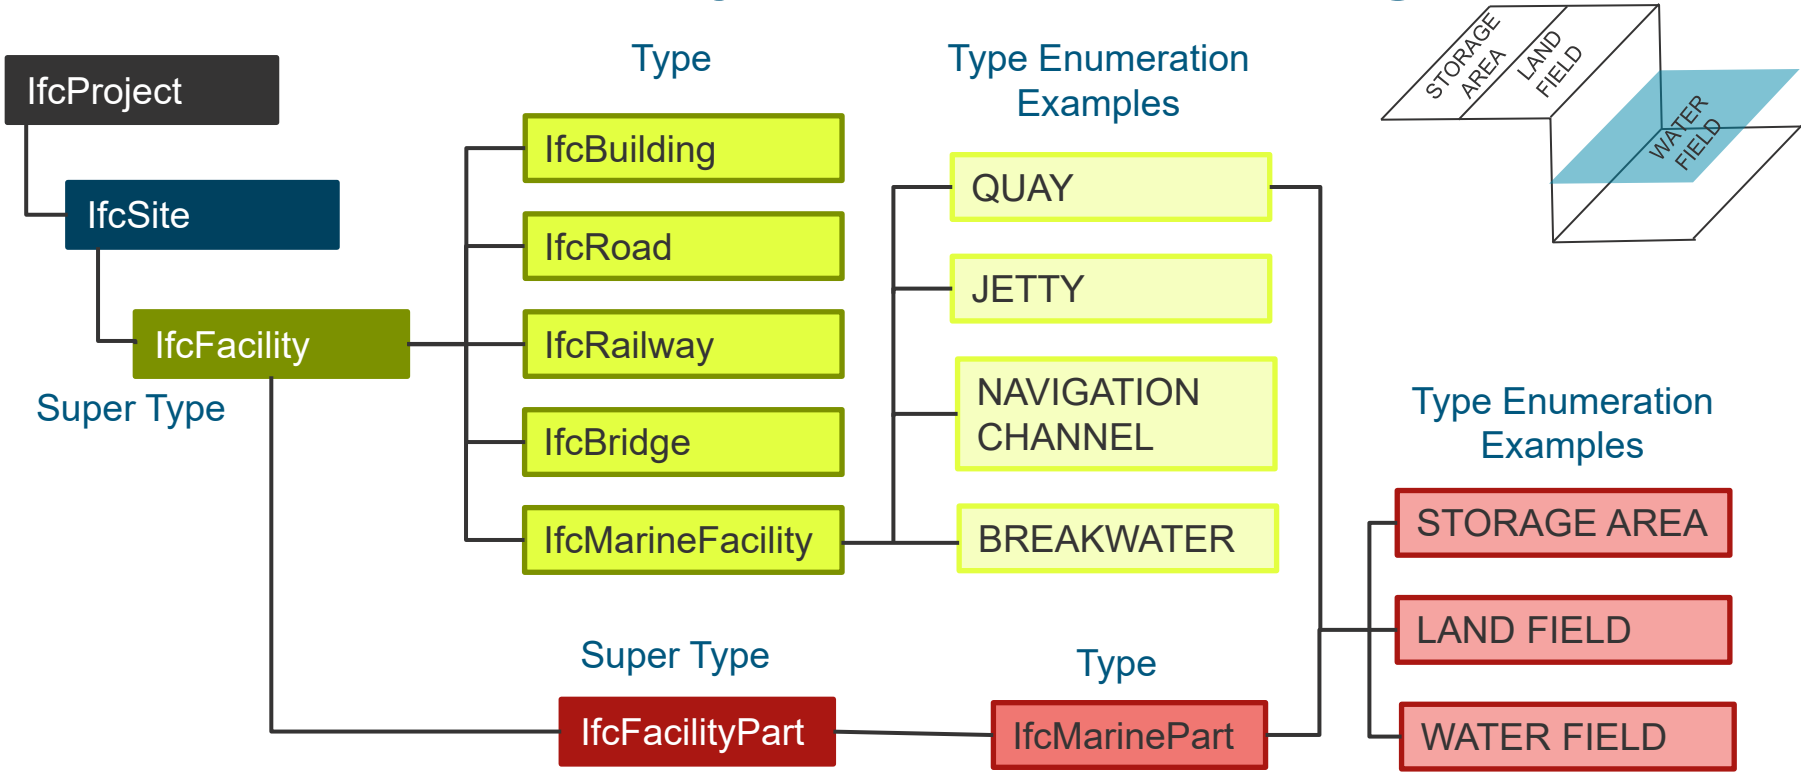 Type
Type Enumeration
Examples
STORAGE
AREA
LAND
FIELD
WATER
FIELD
IfcProject
IfcSite
IfcFacility
Super Type
IfcBuilding
IfcRoad
IfcRailway
IfcBridge
IfcMarineFacility
QUAY
JETTY
NAVIGATION
CHANNEL
BREAKWATER
Type Enumeration
Examples
STORAGE AREA
LAND FIELD
WATER FIELD
Super Type
IfcFacilityPart
Type
IfcMarinePart